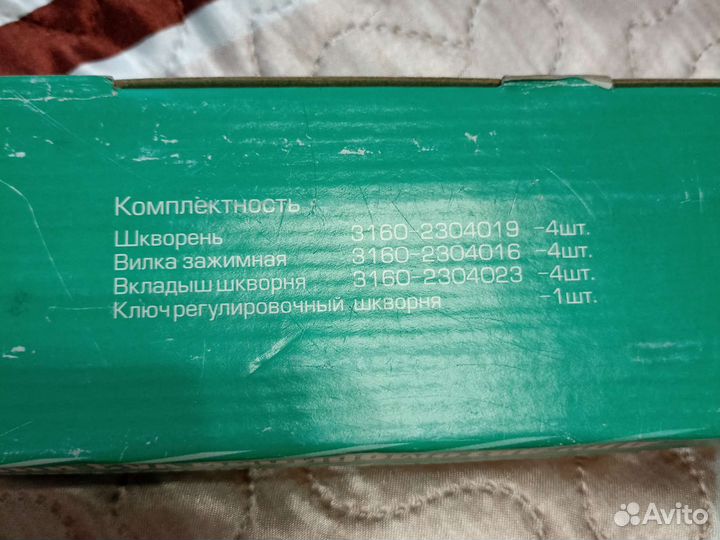 Комплектность
Шкворень 3160-2304019 -4шт.
Вилка зажимная 3160-2304016 -4шт.
Вкладыш шкворня 3160-2304023 -4шт.
Ключ регулировочный шкворня -1шт.
Avito